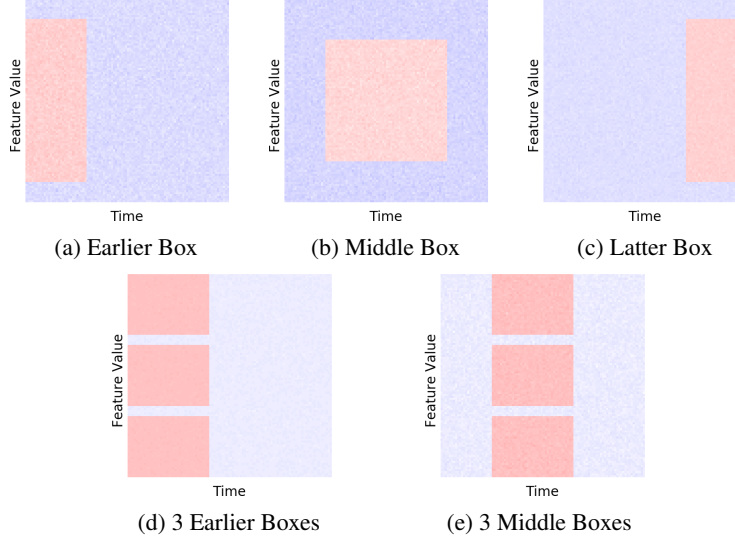 Feature Value
Time
(a) Earlier Box
Feature Value
Time
(b) Middle Box
Feature Value
Time
(c) Latter Box
Feature Value
Time
(d) 3 Earlier Boxes
Feature Value
Time
(e) 3 Middle Boxes